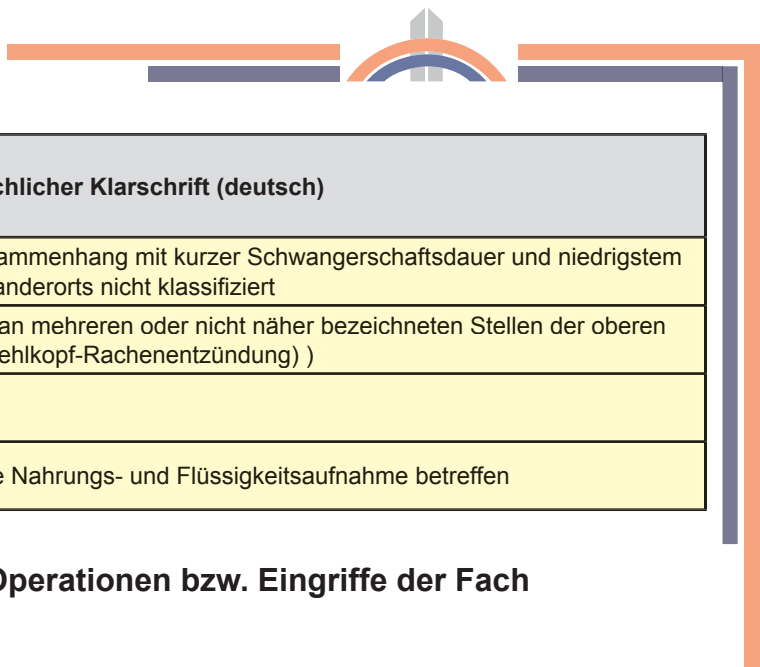 chlicher Klarschrift (deutsch)
ammenhang mit kurzer Schwangerschaftsdauer und niedrigstem
anderorts nicht klassifiziert
an mehreren oder nicht näher bezeichneten Stellen der oberen
ehlkopf-Rachenentzündung) )
e Nahrungs- und Flüssigkeitsaufnahme betreffen
Operationen bzw. Eingriffe der Fach